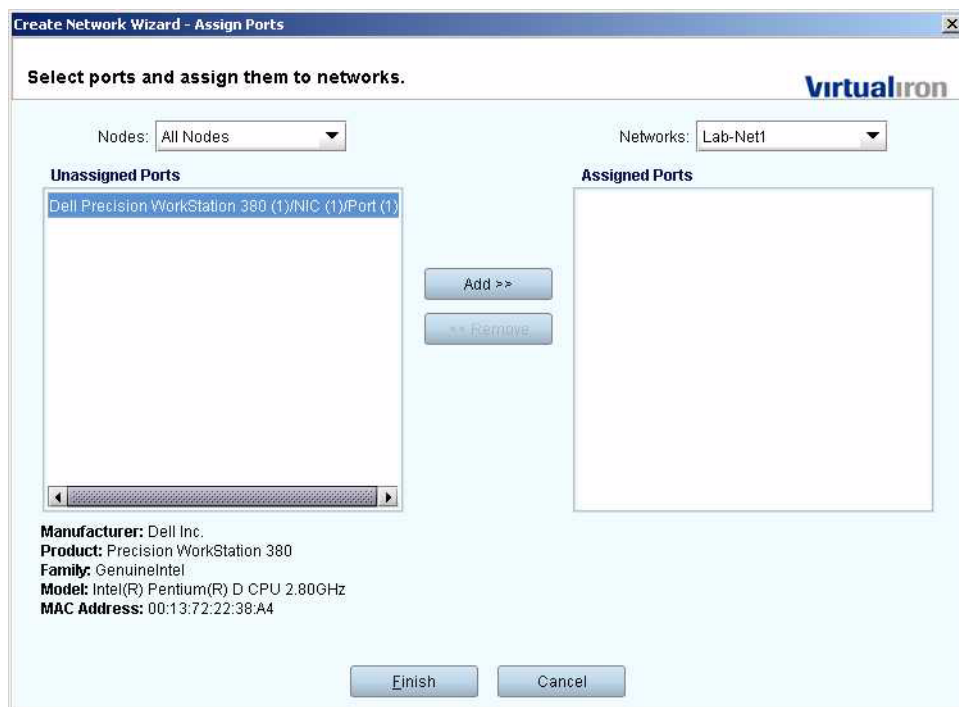 Create Network Wizard - Assign Ports
Select ports and assign them to networks.
Virtualiron
Nodes: All Nodes
Networks: Lab-Net1
Unassigned Ports
Assigned Ports
Dell Precision WorkStation 380 (1)/NIC (1)/Port (1)
Add >>
<< Remove
Manufacturer: Dell Inc.
Product: Precision WorkStation 380
Family: GenuineIntel
Model: Intel(R) Pentium(R) D CPU 2.80GHz
MAC Address: 00:13:72:22:38:A4
Finish
Cancel